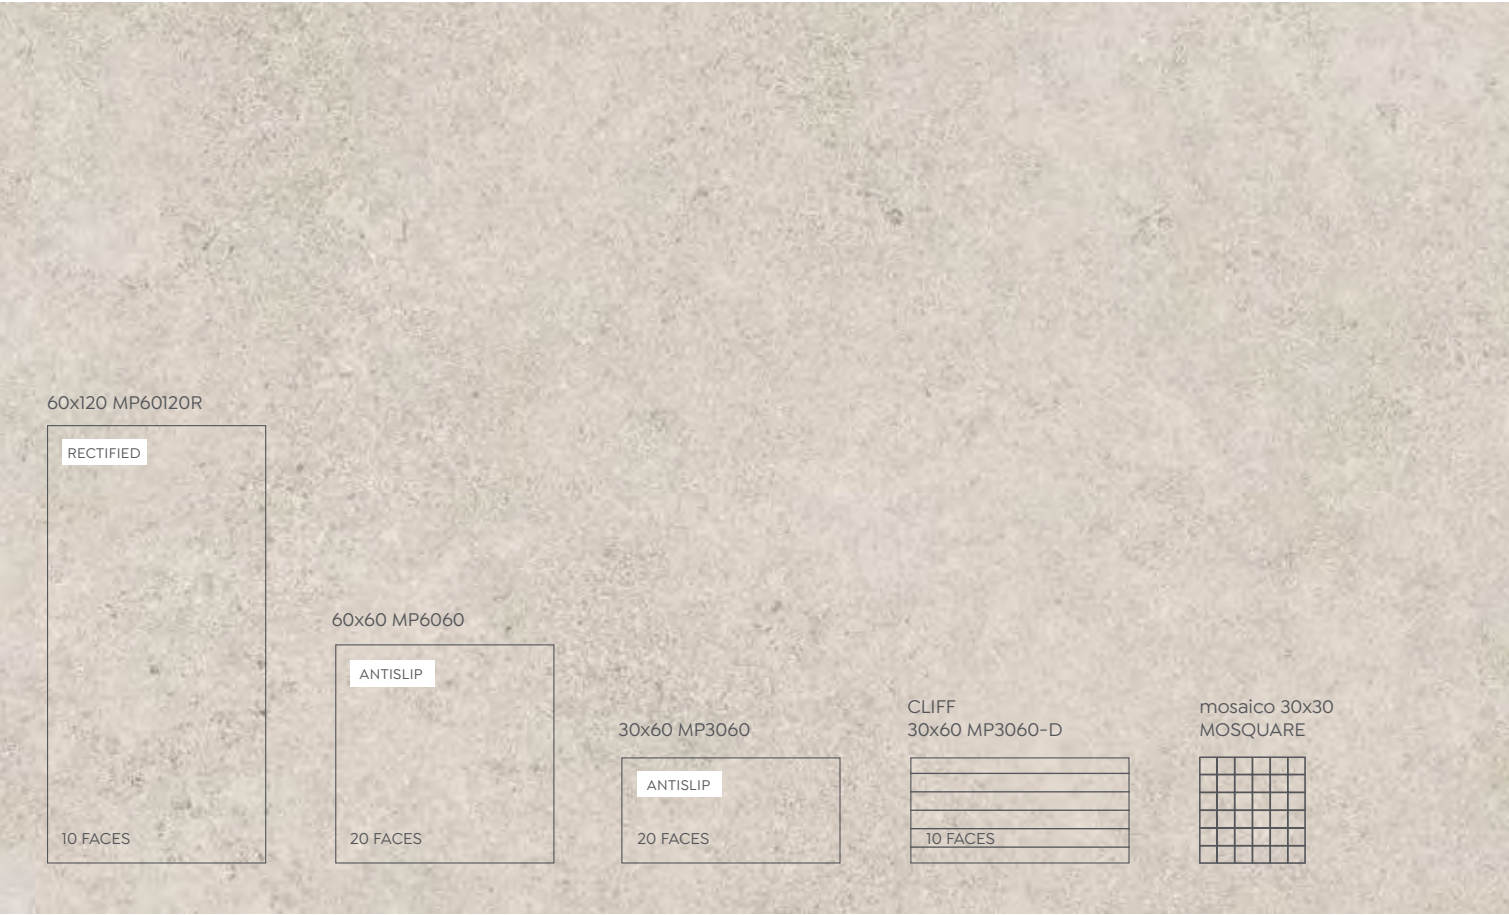 60x120 MP60120R
RECTIFIED
10 FACES
60x60 MP6060
ANTISLIP
20 FACES
30x60 MP3060
ANTISLIP
20 FACES
CLIFF
30x60 MP3060-D
10 FACES
mosaico 30x30
MOSQUARE